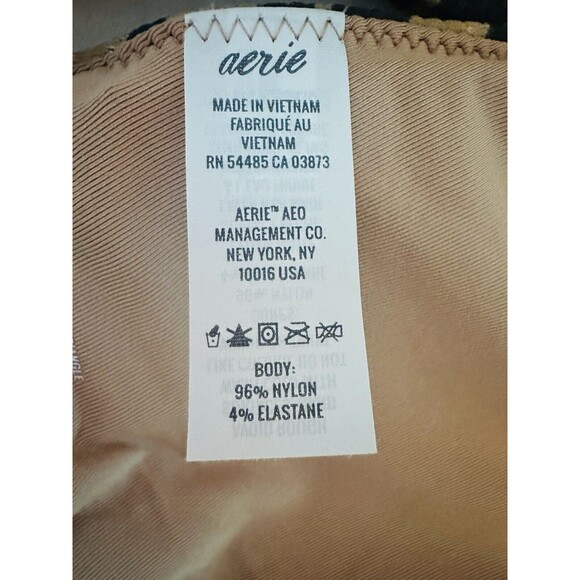 aerie
MADE IN VIETNAM
FABRIQUÉ AU
VIETNAM
RN 54485 CA 03873
AERIE™ AEO
MANAGEMENT CO.
NEW YORK, NY
10016 USA
BODY:
96% NYLON
4% ELASTANE